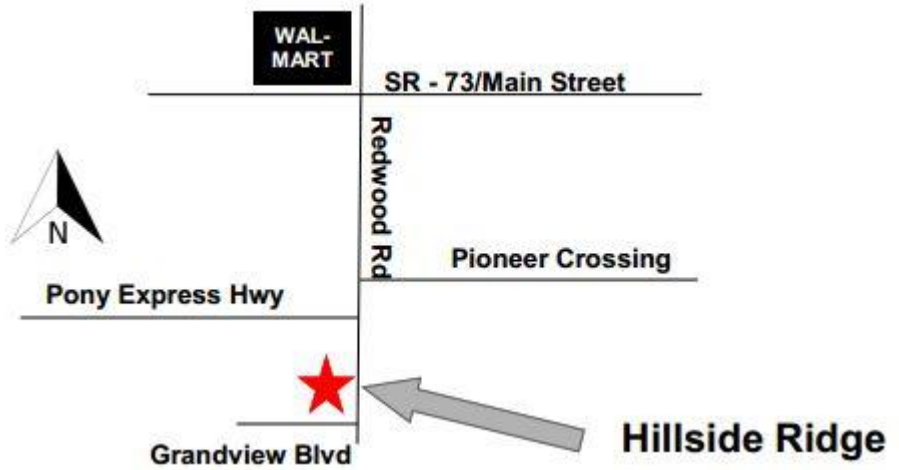 WAL-
MART
SR - 73/Main Street
Redwood Rd
N
Pioneer Crossing
Pony Express Hwy
Hillside Ridge
Grandview Blvd